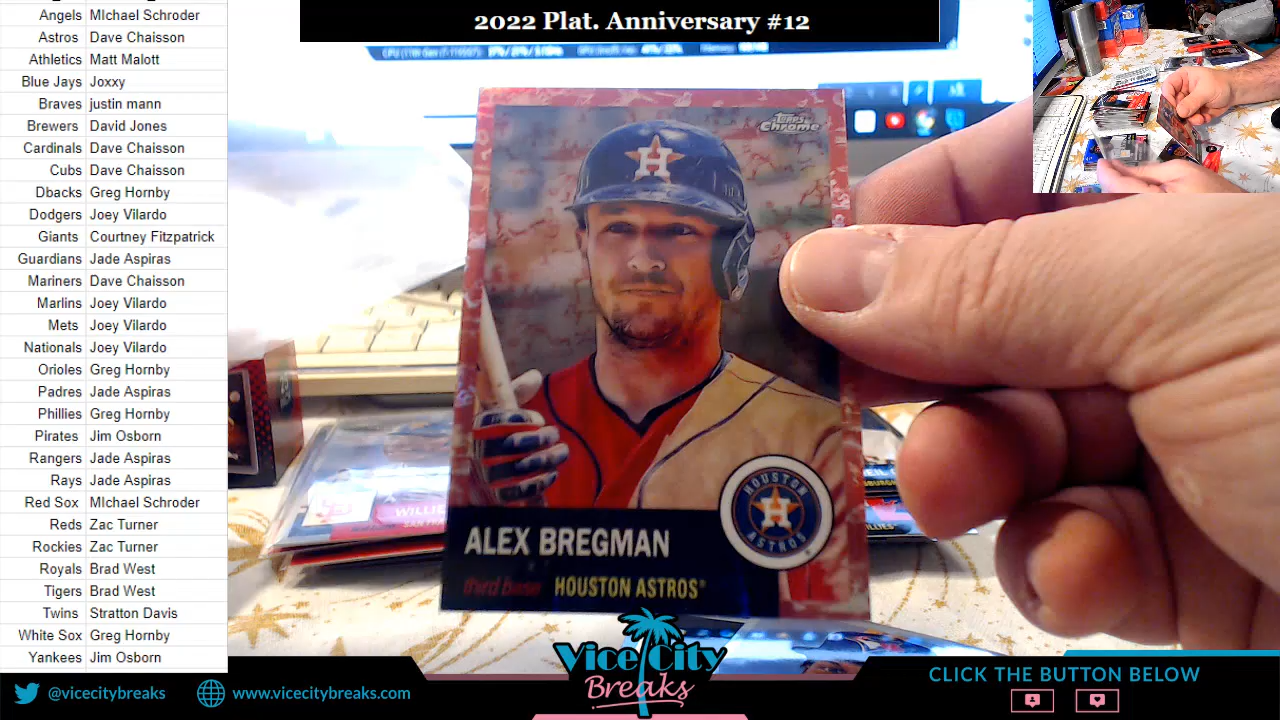 2022 Plat. Anniversary #12
Angels MIchael Schroder
Astros Dave Chaisson
Athletics Matt Malott
Blue Jays Joxxy
Braves justin mann
Brewers David Jones
Cardinals Dave Chaisson
Cubs Dave Chaisson
Dbacks Greg Hornby
Dodgers Joey Vilardo
Giants Courtney Fitzpatrick
Guardians Jade Aspiras
Mariners Dave Chaisson
Marlins Joey Vilardo
Mets Joey Vilardo
Nationals Joey Vilardo
Orioles Greg Hornby
Padres Jade Aspiras
Phillies Greg Hornby
Pirates Jim Osborn
Rangers Jade Aspiras
Rays Jade Aspiras
Red Sox MIchael Schroder
Reds Zac Turner
Rockies Zac Turner
Royals Brad West
Tigers Brad West
Twins Stratton Davis
White Sox Greg Hornby
Yankees Jim Osborn
Topps
Chrome
H
HOUSTON
H
ASTROS
ALEX BREGMAN
third base HOUSTON ASTROS®
WILLIE
SAN FRA
Vice City
Breaks
@vicecitybreaks
www.vicecitybreaks.com
CLICK THE BUTTON BELOW